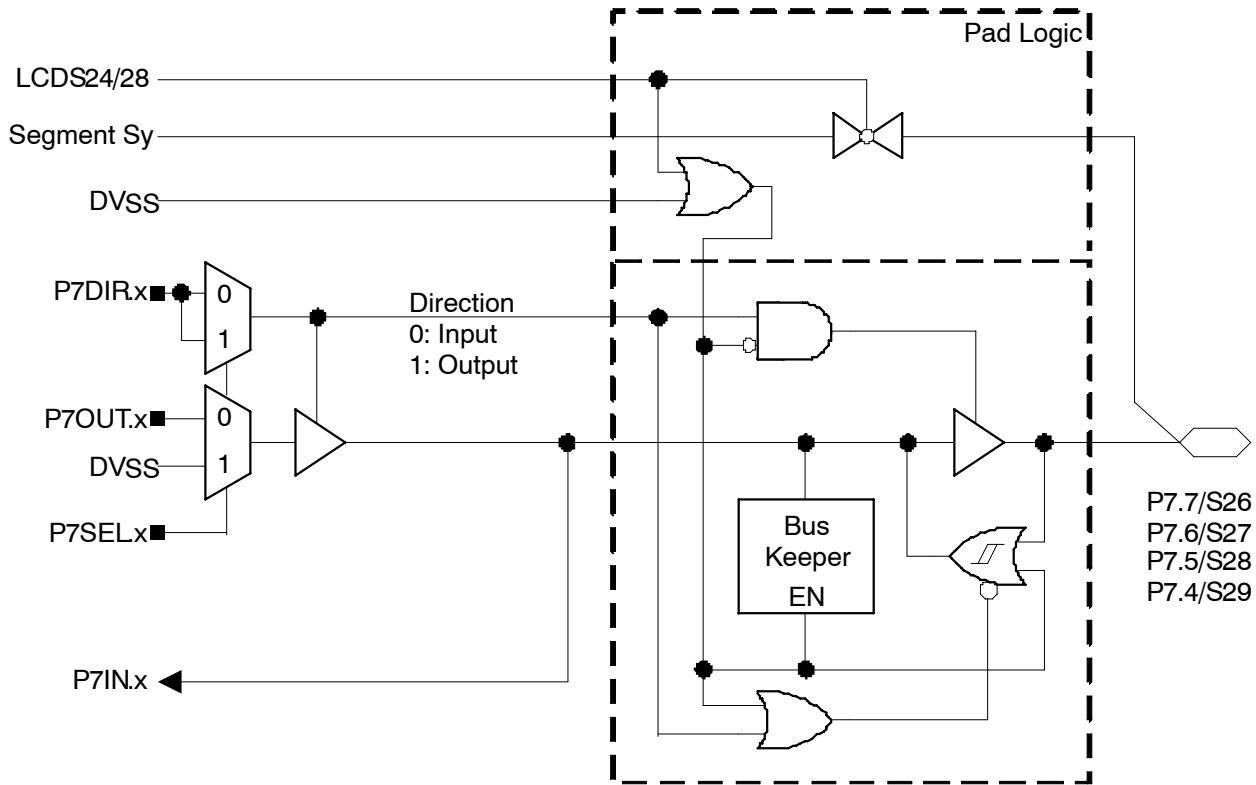 Pad Logic
LCDS24/28
Segment Sy
DVSS
P7DIR.x
0
1
Direction
0: Input
1: Output
P7OUT.x
0
DVSS
1
P7SEL.x
Bus
Keeper
EN
P7.7/S26
P7.6/S27
P7.5/S28
P7.4/S29
P7IN.x